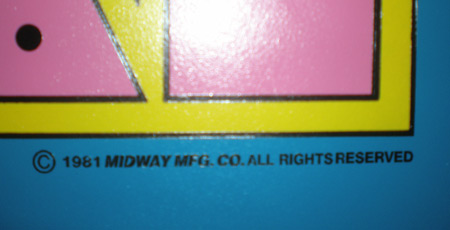 © 1981 MIDWAY MFG. CO. ALL RIGHTS RESERVED